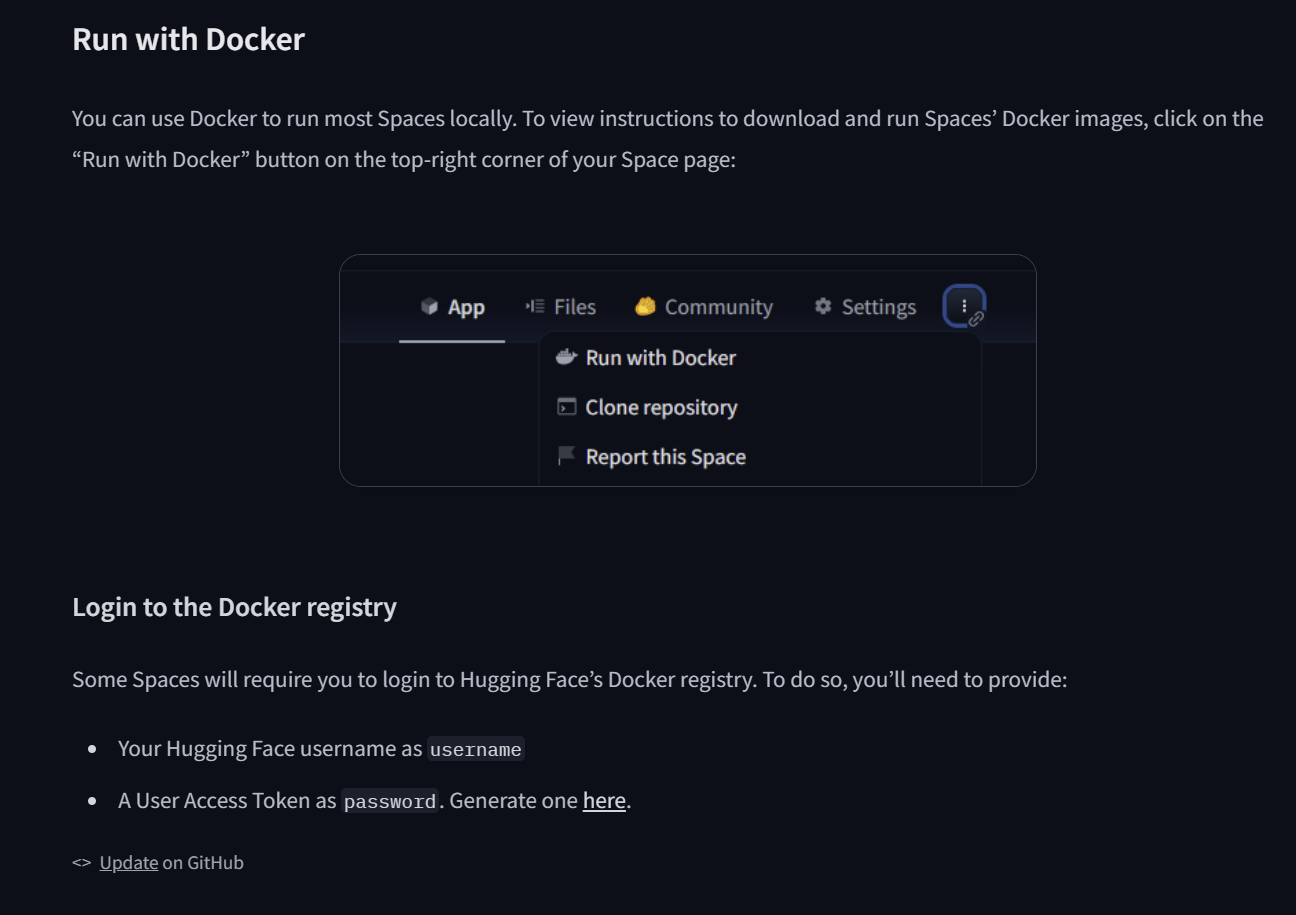 Run with Docker
You can use Docker to run most Spaces locally. To view instructions to download and run Spaces’ Docker images, click on the
“Run with Docker” button on the top-right corner of your Space page:
App Files Community Settings
Run with Docker
Clone repository
Report this Space
Login to the Docker registry
Some Spaces will require you to login to Hugging Face’s Docker registry. To do so, you’ll need to provide:
• Your Hugging Face username as username
• A User Access Token as password. Generate one here.
<> Update on GitHub